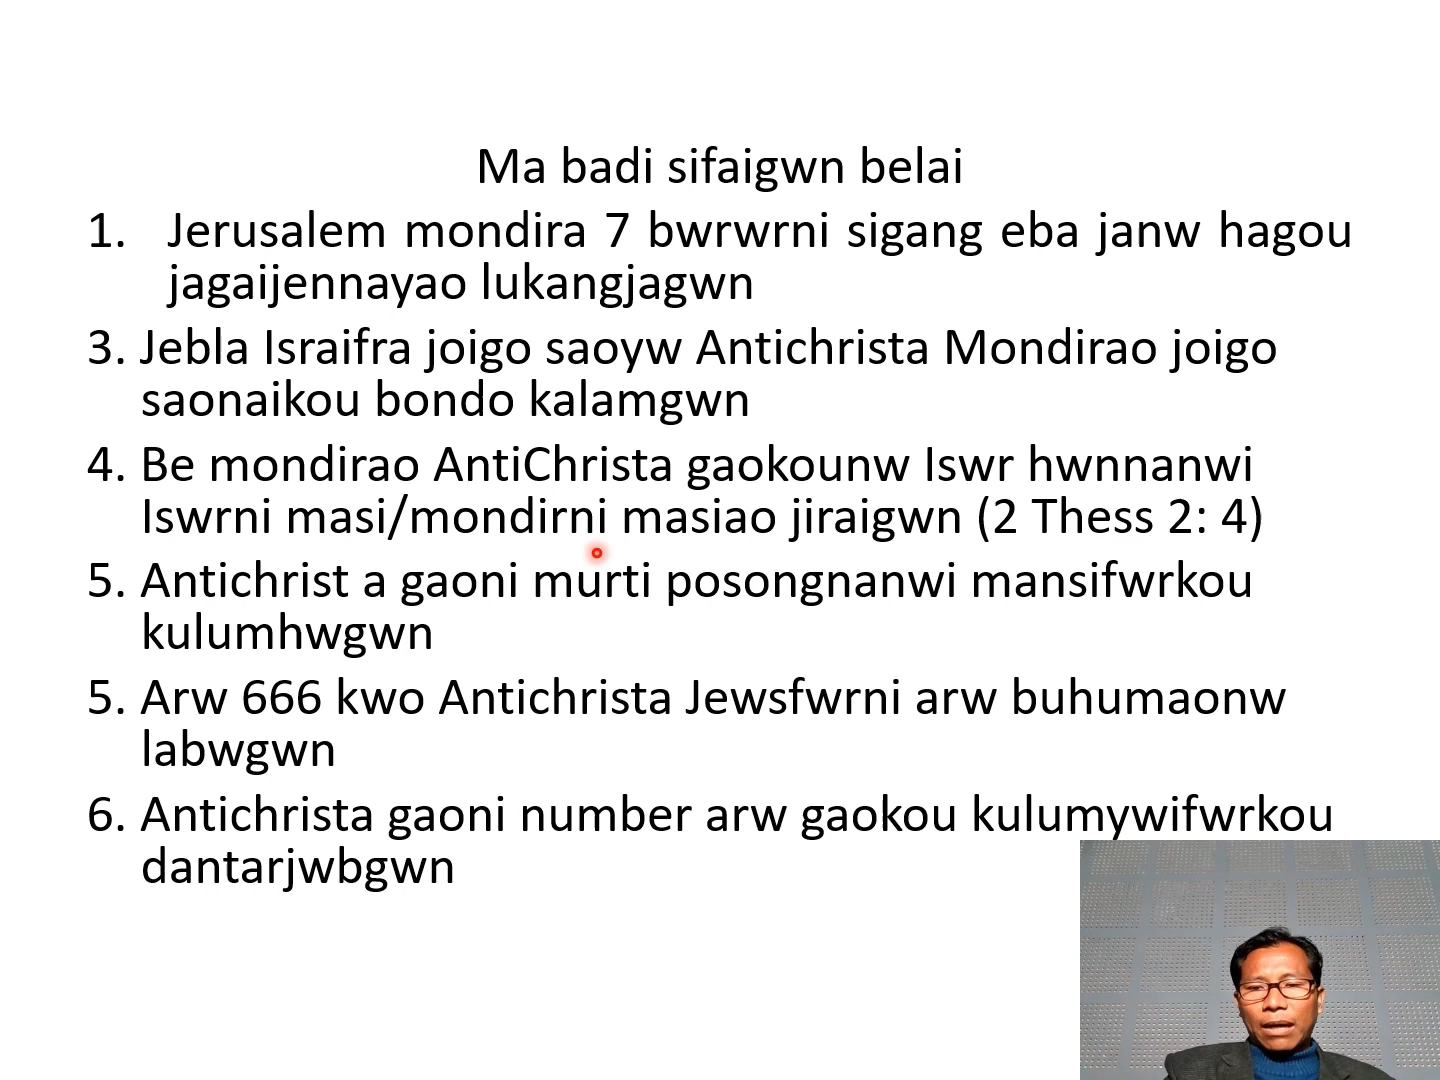 Ma badi sifaigwn belai
1. Jerusalem mondira 7 bwrwrni sigang eba janw hagou
jagaijennayao lukangjagwn
3. Jebla Israifra joigo saoyw Antichrista Mondirao joigo
saonaikou bondo kalamgwn
4. Be mondirao AntiChrista gaokounw Iswr hwnnanwi
Iswrni masi/mondirni masiao jiraigwn (2 Thess 2: 4)
5. Antichrist a gaoni murti posongnanwi mansifwrkou
kulumhwgwn
5. Arw 666 kwo Antichrista Jewsfwrni arw buhumaonw
labwgwn
6. Antichrista gaoni number arw gaokou kulumywifwrkou
dantarjwbgwn